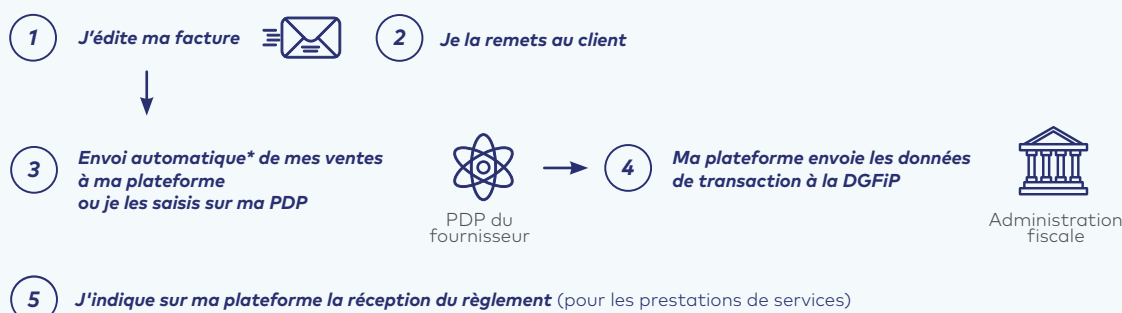 1 J'édite ma facture
2 Je la remets au client
3 Envoi automatique* de mes ventes
à ma plateforme
ou je les saisis sur ma PDP
PDP du
fournisseur
4 Ma plateforme envoie les données
de transaction à la DGFiP
Administration
fiscale
5 J'indique sur ma plateforme la réception du règlement (pour les prestations de services)